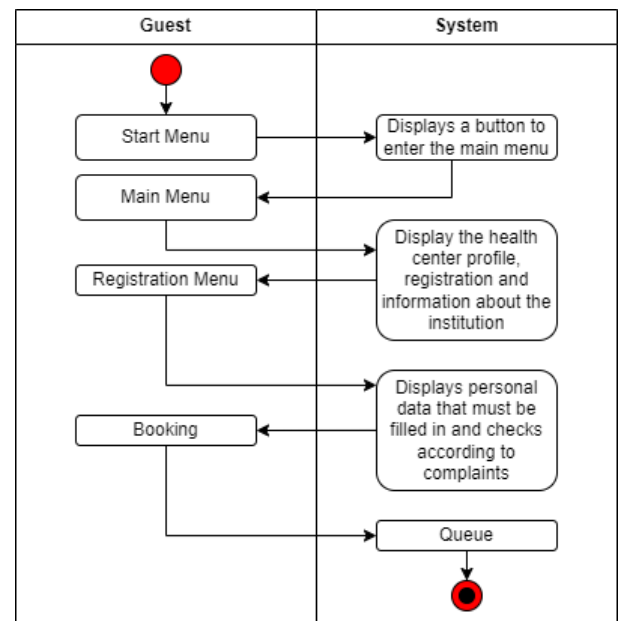 Guest
System
Start Menu
Displays a button to
enter the main menu
Main Menu
Display the health
center profile,
registration and
information about the
institution
Registration Menu
Displays personal
data that must be
filled in and checks
according to
complaints
Booking
Queue